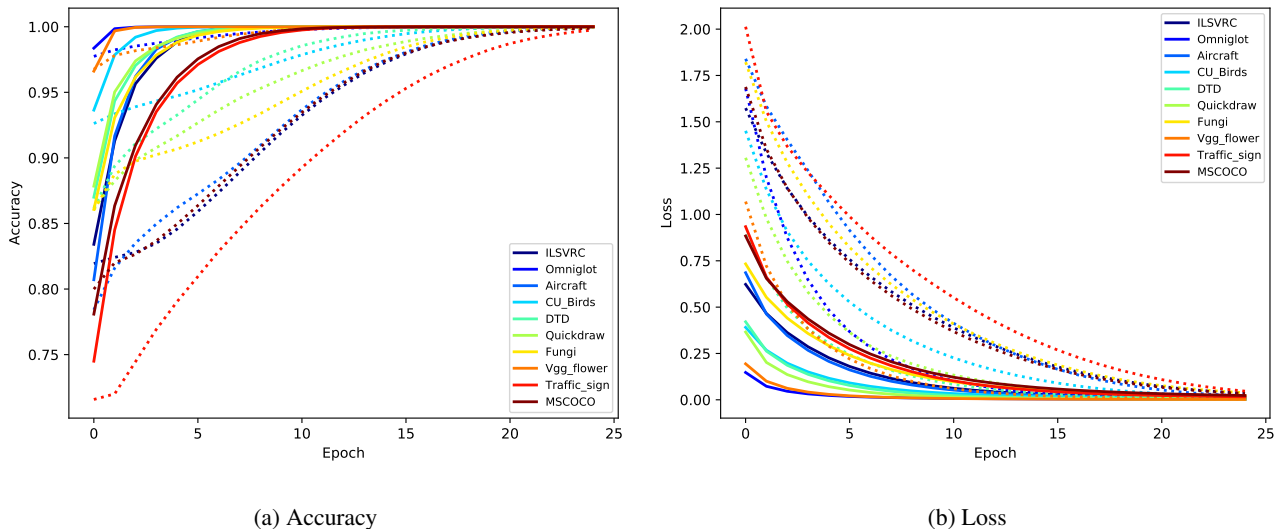 1.00
0.95
0.90
0.85
0.80
0.75
Accuracy
0
5
10
15
20
25
Epoch
ILSVRC
Omniglot
Aircraft
CU_Birds
DTD
Quickdraw
Fungi
Vgg_flower
Traffic_sign
MSCOCO
(a) Accuracy
2.00
1.75
1.50
1.25
1.00
0.75
0.50
0.25
0.00
Loss
0
5
10
15
20
25
Epoch
ILSVRC
Omniglot
Aircraft
CU_Birds
DTD
Quickdraw
Fungi
Vgg_flower
Traffic_sign
MSCOCO
(b) Loss